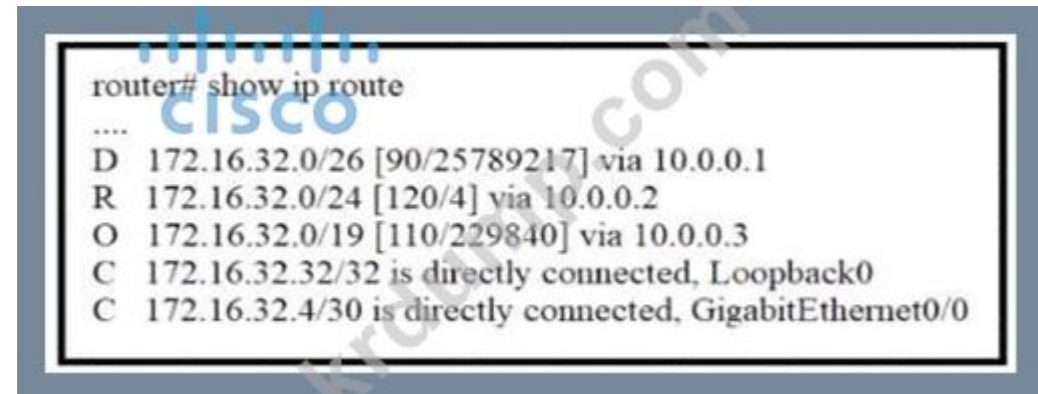 CISCO
router# show ip route
....
D 172.16.32.0/26 [90/25789217] via 10.0.0.1
R 172.16.32.0/24 [120/4] via 10.0.0.2
O 172.16.32.0/19 [110/229840] via 10.0.0.3
C 172.16.32.32/32 is directly connected, Loopback0
C 172.16.32.4/30 is directly connected, GigabitEthernet0/0
krdump.com